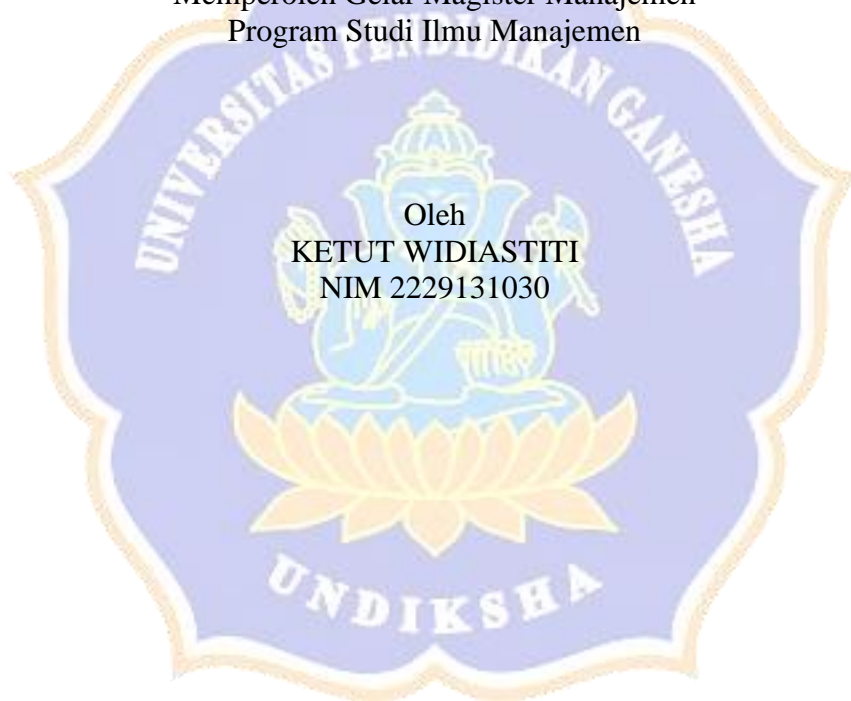 Memperoleh Gelar Magister Manajemen
Program Studi Ilmu Manajemen
UNIVERSITAS PENDIDIKAN GANESHA
Oleh
KETUT WIDIASTITI
NIM 2229131030
UNDIKSHA